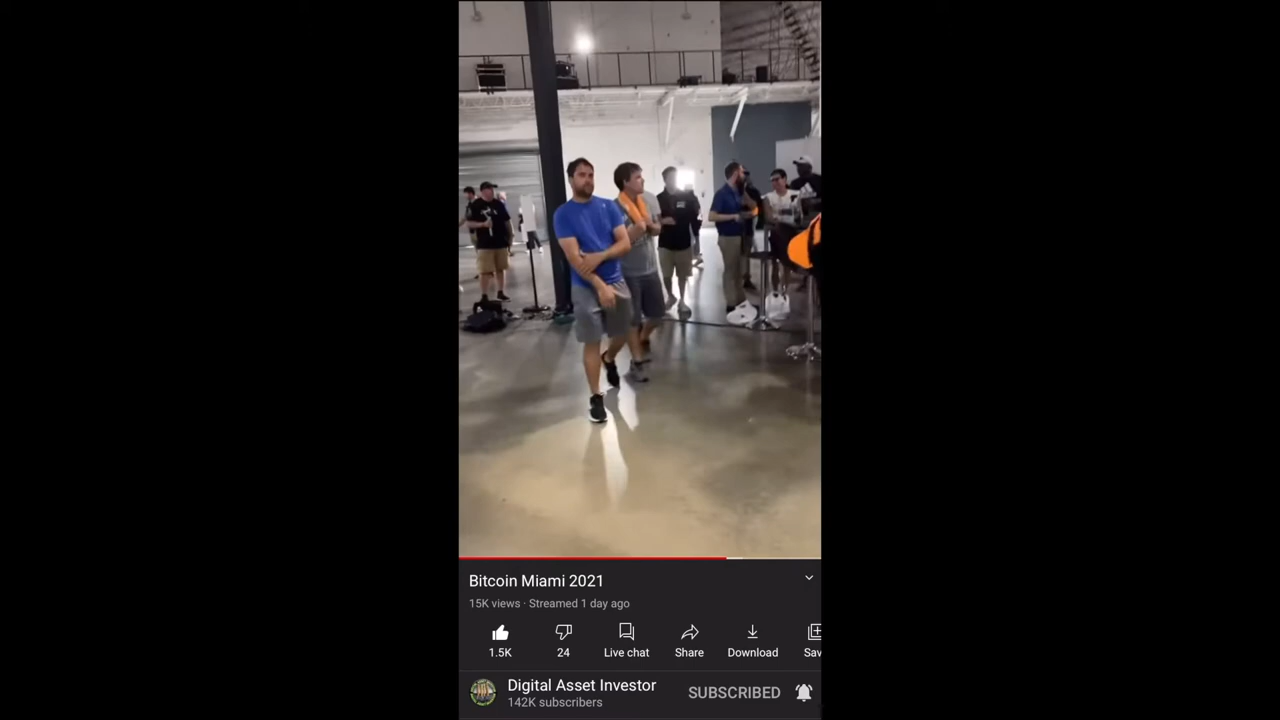 Bitcoin Miami 2021
15K views · Streamed 1 day ago
1.5K
24
Live chat
Share
Download
Sav
Digital Asset Investor
142K subscribers
SUBSCRIBED